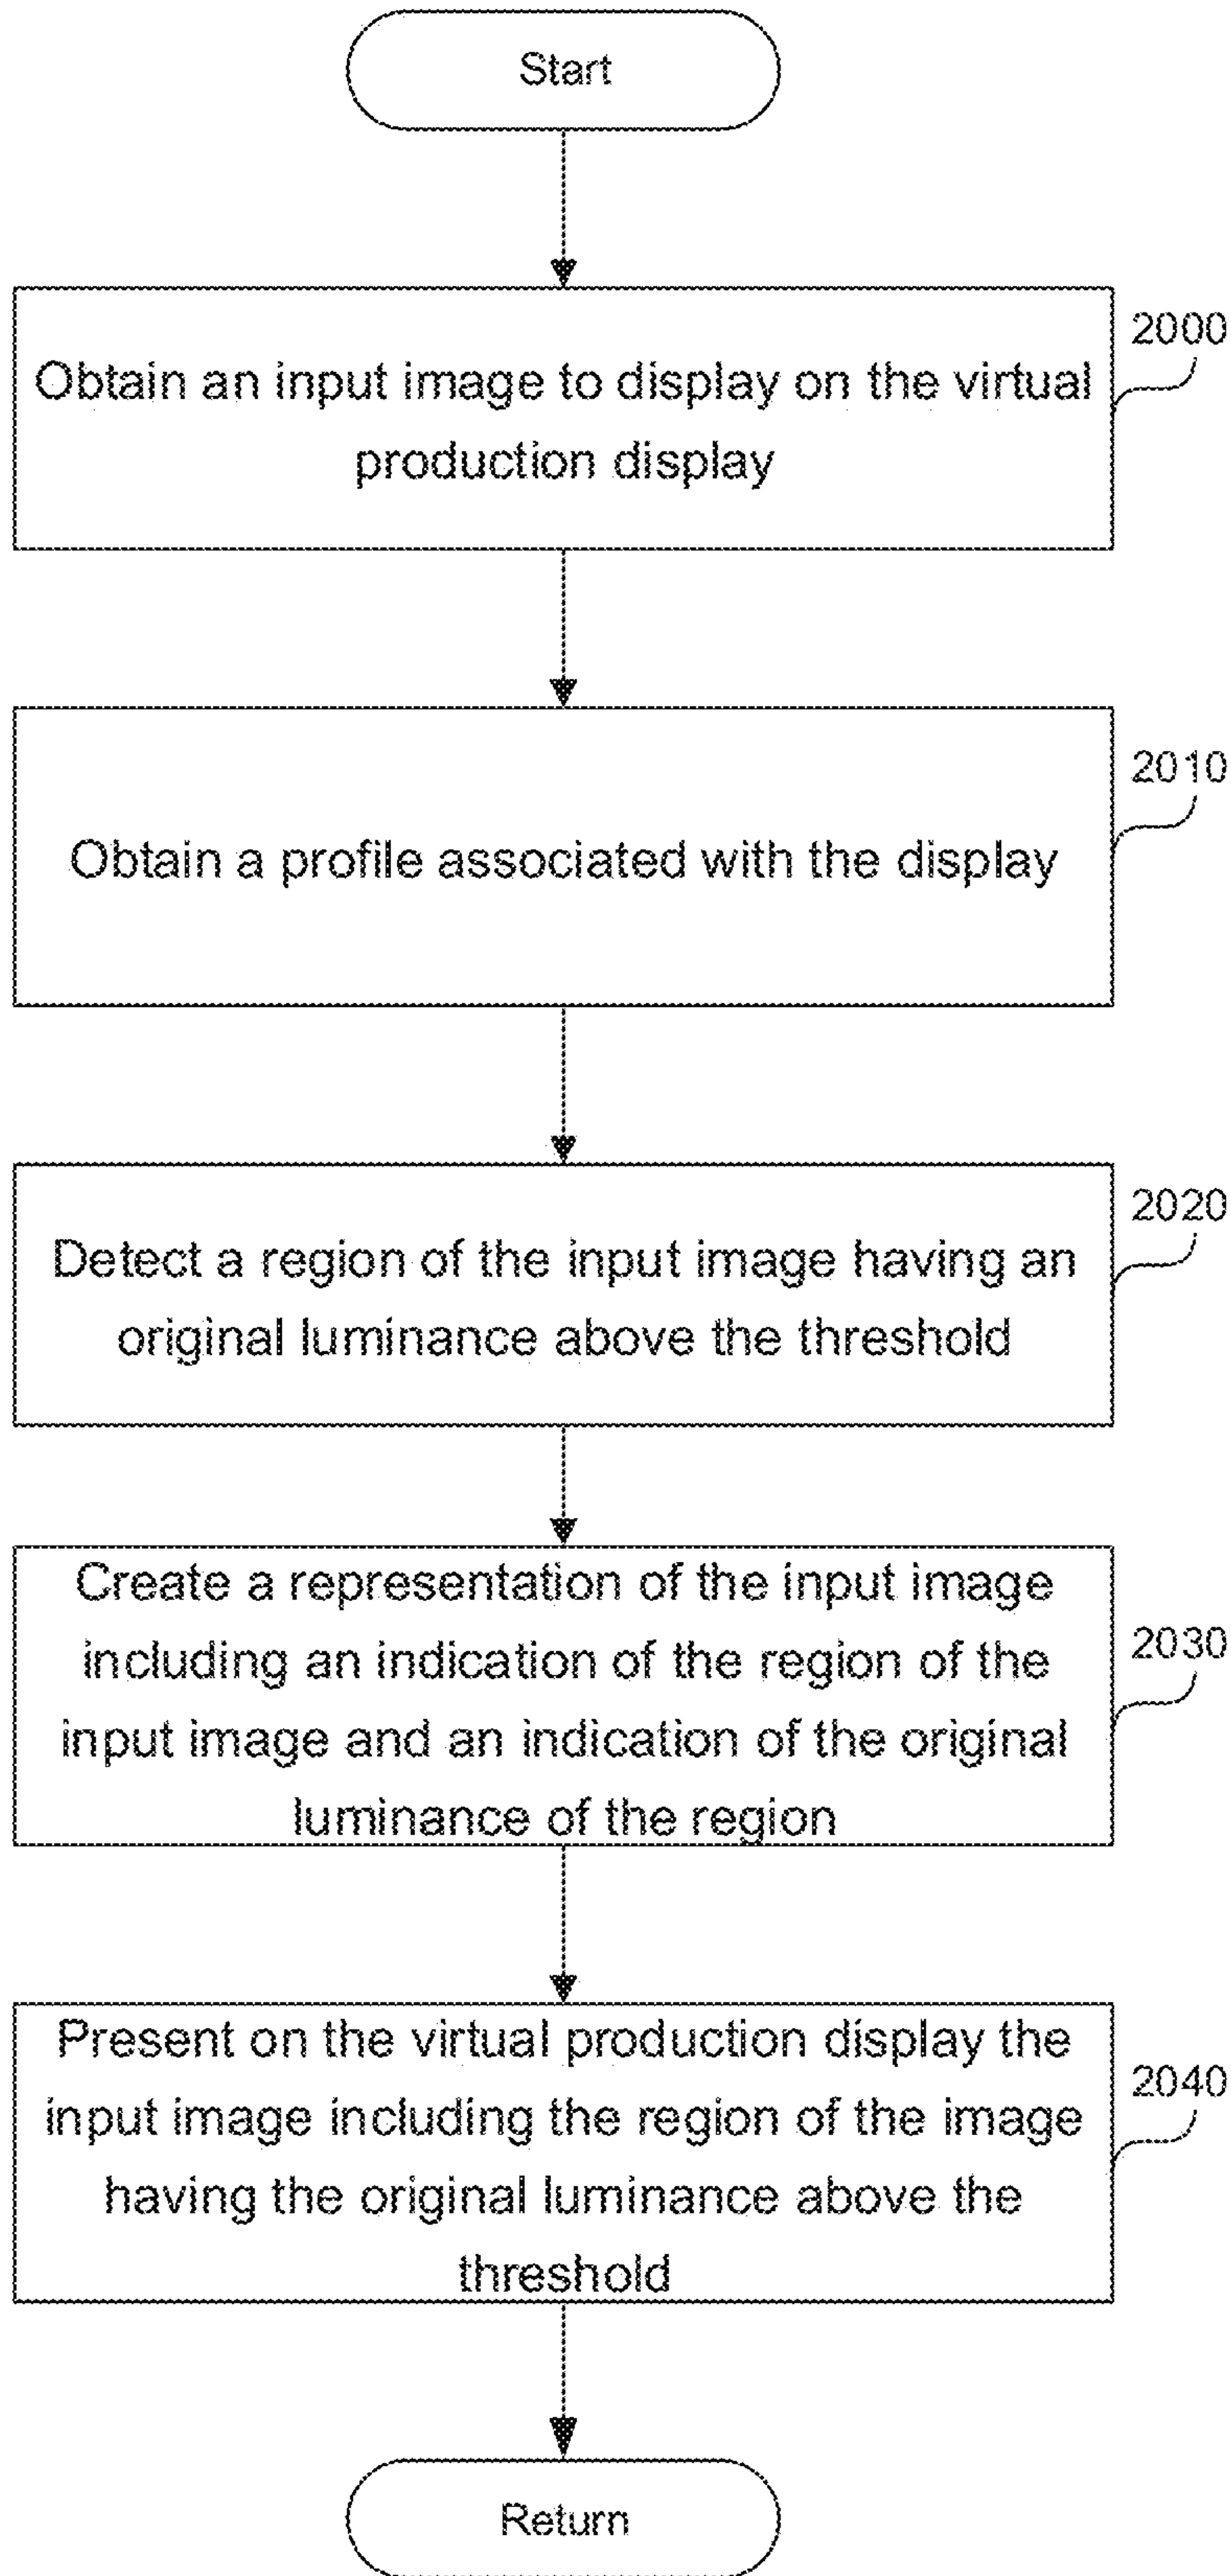 Start
2000
Obtain an input image to display on the virtual
production display
2010
Obtain a profile associated with the display
2020
Detect a region of the input image having an
original luminance above the threshold
2030
Create a representation of the input image
including an indication of the region of the
input image and an indication of the original
luminance of the region
2040
Present on the virtual production display the
input image including the region of the image
having the original luminance above the
threshold
Return